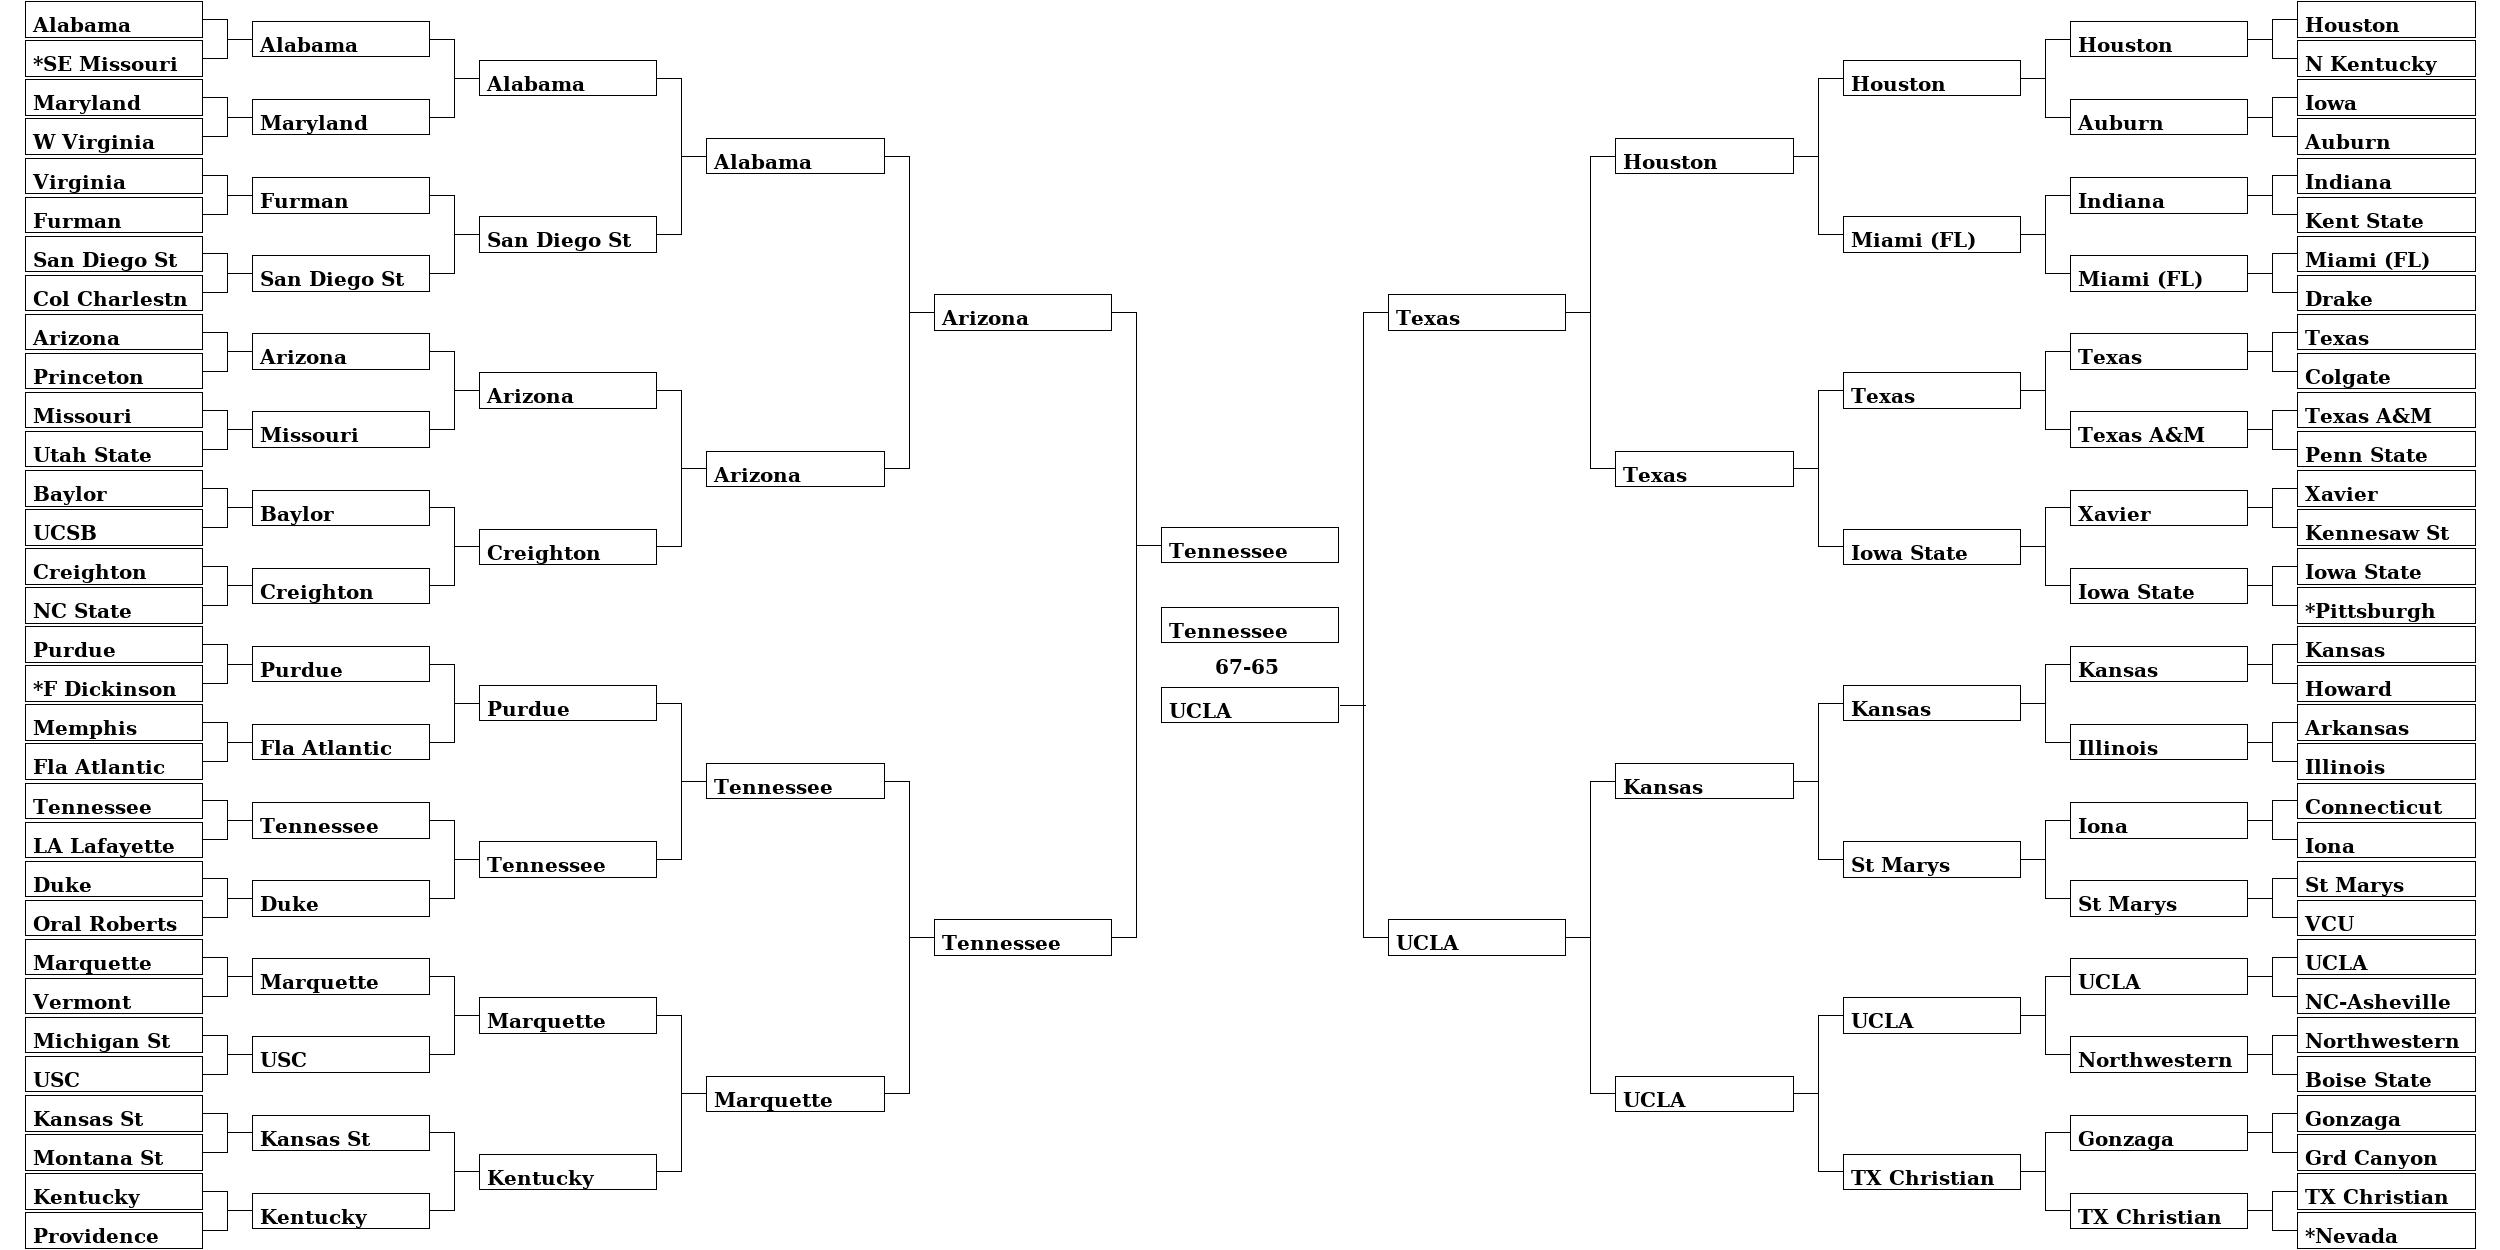 Alabama
*SE Missouri
Maryland
W Virginia
Virginia
Furman
San Diego St
Col Charlestn
Arizona
Princeton
Missouri
Utah State
Baylor
UCSB
Creighton
NC State
Purdue
*F Dickinson
Memphis
Fla Atlantic
Tennessee
LA Lafayette
Duke
Oral Roberts
Marquette
Vermont
Michigan St
USC
Kansas St
Montana St
Kentucky
Providence
Alabama
Maryland
Furman
San Diego St
Arizona
Missouri
Baylor
Creighton
Purdue
Fla Atlantic
Tennessee
Duke
Marquette
USC
Kansas St
Kentucky
Alabama
San Diego St
Arizona
Creighton
Purdue
Tennessee
Marquette
Kentucky
Alabama
Arizona
Tennessee
Marquette
Arizona
Tennessee
Tennessee
Tennessee
67-65
UCLA
Texas
UCLA
Houston
Texas
Kansas
UCLA
Houston
Miami (FL)
Texas
Iowa State
Kansas
St Marys
UCLA
TX Christian
Houston
Auburn
Indiana
Miami (FL)
Texas
Texas A&M
Xavier
Iowa State
Kansas
Illinois
Iona
St Marys
UCLA
Northwestern
Gonzaga
TX Christian
Houston
N Kentucky
Iowa
Auburn
Indiana
Kent State
Miami (FL)
Drake
Texas
Colgate
Texas A&M
Penn State
Xavier
Kennesaw St
Iowa State
*Pittsburgh
Kansas
Howard
Arkansas
Illinois
Connecticut
Iona
St Marys
VCU
UCLA
NC-Asheville
Northwestern
Boise State
Gonzaga
Grd Canyon
TX Christian
*Nevada